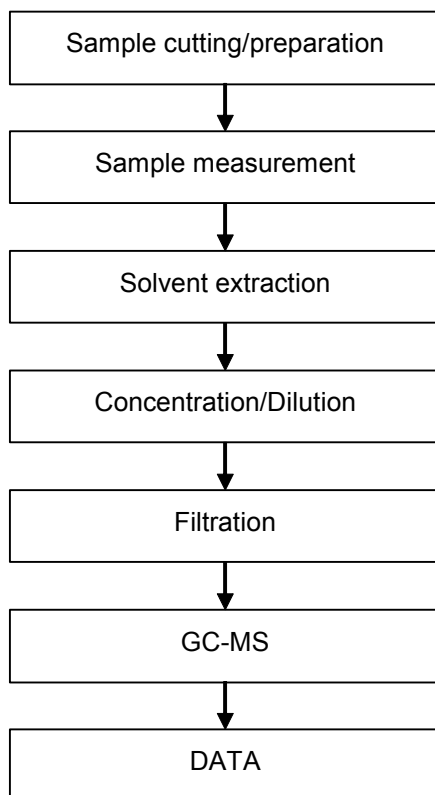 Sample cutting/preparation
Sample measurement
Solvent extraction
Concentration/Dilution
Filtration
GC-MS
DATA